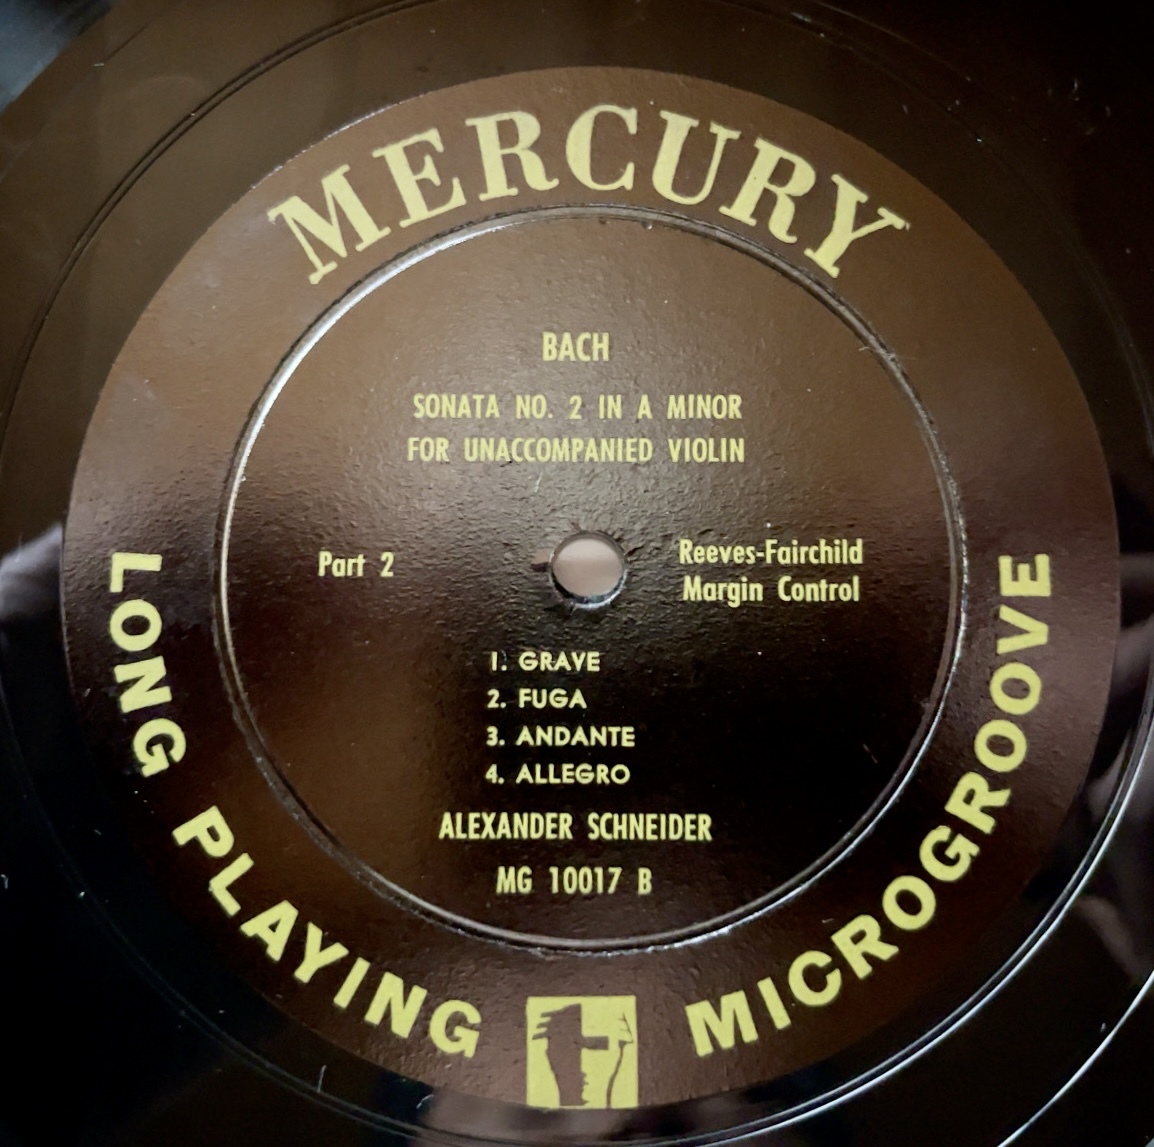 MERCURY
BACH
SONATA NO. 2 IN A MINOR
FOR UNACCOMPANIED VIOLIN
Part 2
Reeves-Fairchild
Margin Control
1. GRAVE
2. FUGA
3. ANDANTE
4. ALLEGRO
ALEXANDER SCHNEIDER
MG 10017 B
LONG PLAYING MICROGROOVE